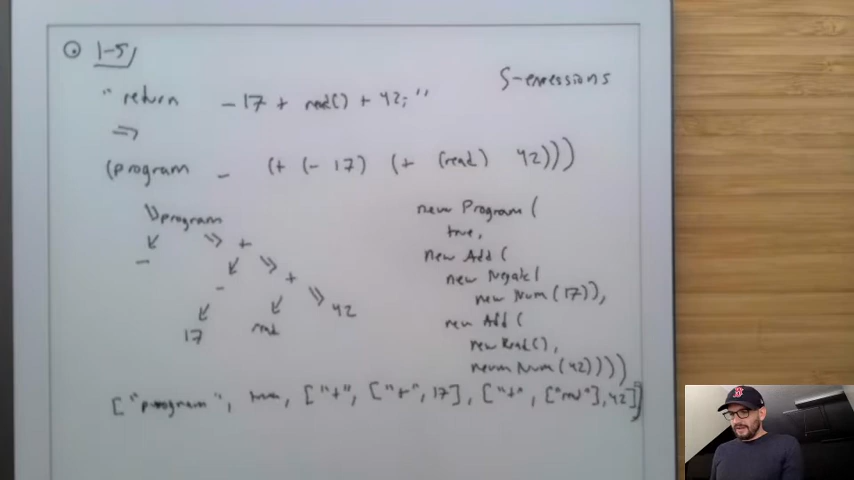 1-5/
"return -17 + read() + 42;"
S-expressions
=>
(program _ (+ (- 17) (+ (read) 42)))
program
- +
- +
17 read 42
new Program(
true,
new Add(
new Negate(
new Num(17)),
new Add(
new Read(),
new Num(42))))
["program", , ["+", ["-", 17], ["+", ["read"], 42]]